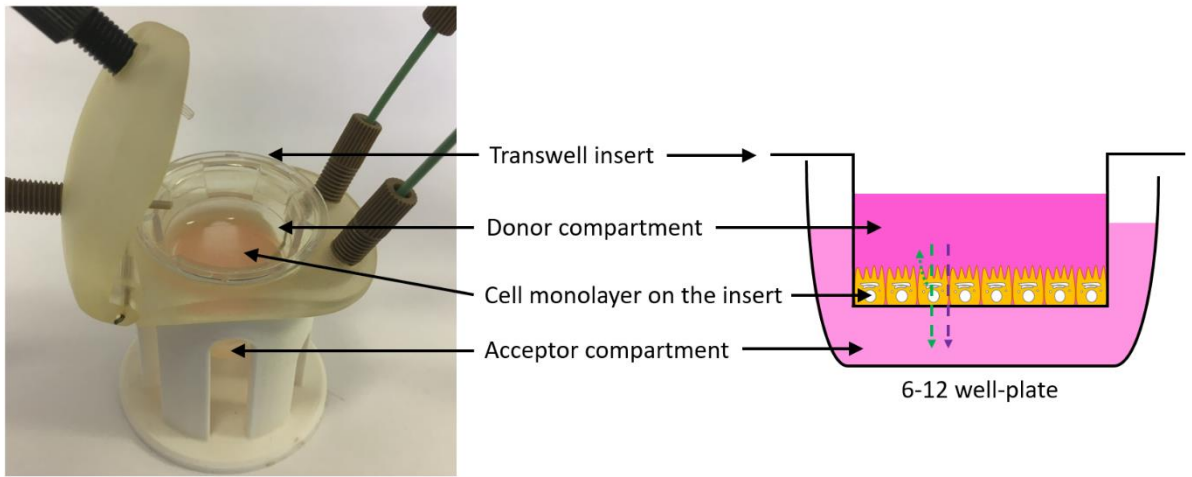 Transwell insert
Donor compartment
Cell monolayer on the insert
Acceptor compartment
6-12 well-plate